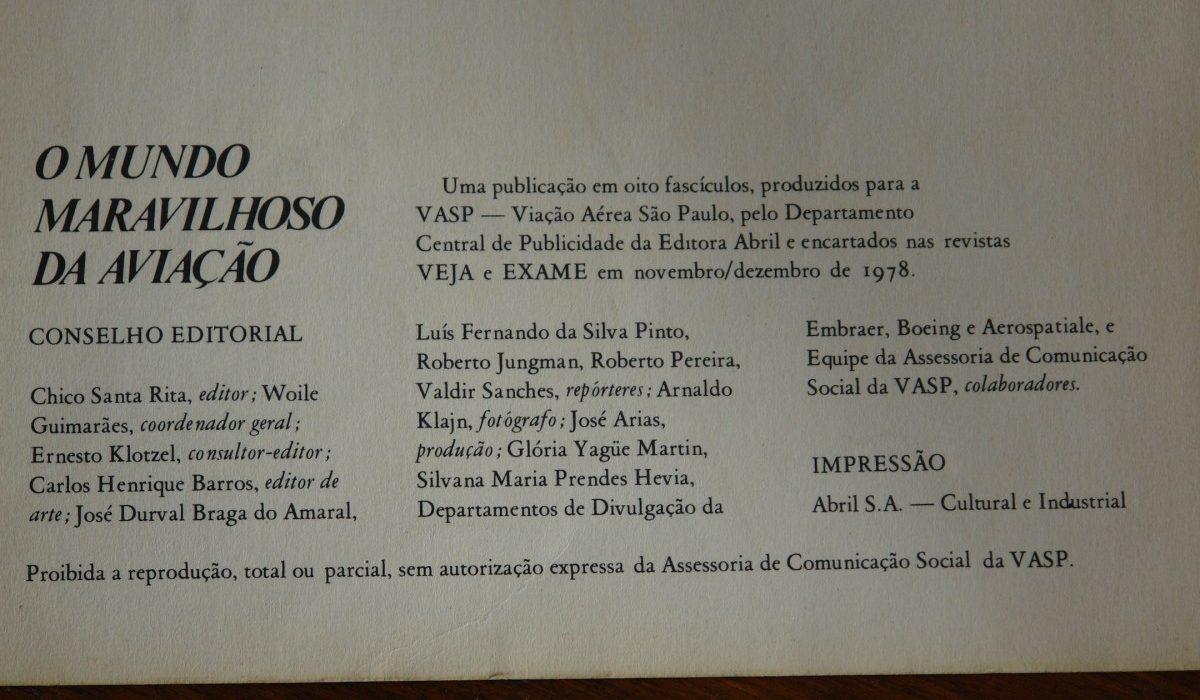 O MUNDO
MARAVILHOSO
DA AVIAÇÃO
Uma publicação em oito fascículos, produzidos para a
VASP — Viação Aérea São Paulo, pelo Departamento
Central de Publicidade da Editora Abril e encartados nas revistas
VEJA e EXAME em novembro/dezembro de 1978.
CONSELHO EDITORIAL
Chico Santa Rita, editor; Woile
Guimarães, coordenador geral;
Ernesto Klotzel, consultor-editor;
Carlos Henrique Barros, editor de
arte; José Durval Braga do Amaral,
Luís Fernando da Silva Pinto,
Roberto Jungman, Roberto Pereira,
Valdir Sanches, repórteres; Arnaldo
Klajn, fotógrafo; José Arias,
produção; Glória Yagüe Martin,
Silvana Maria Prendes Hevia,
Departamentos de Divulgação da
Embraer, Boeing e Aerospatiale, e
Equipe da Assessoria de Comunicação
Social da VASP, colaboradores.
IMPRESSÃO
Abril S.A. — Cultural e Industrial
Proibida a reprodução, total ou parcial, sem autorização expressa da Assessoria de Comunicação Social da VASP.